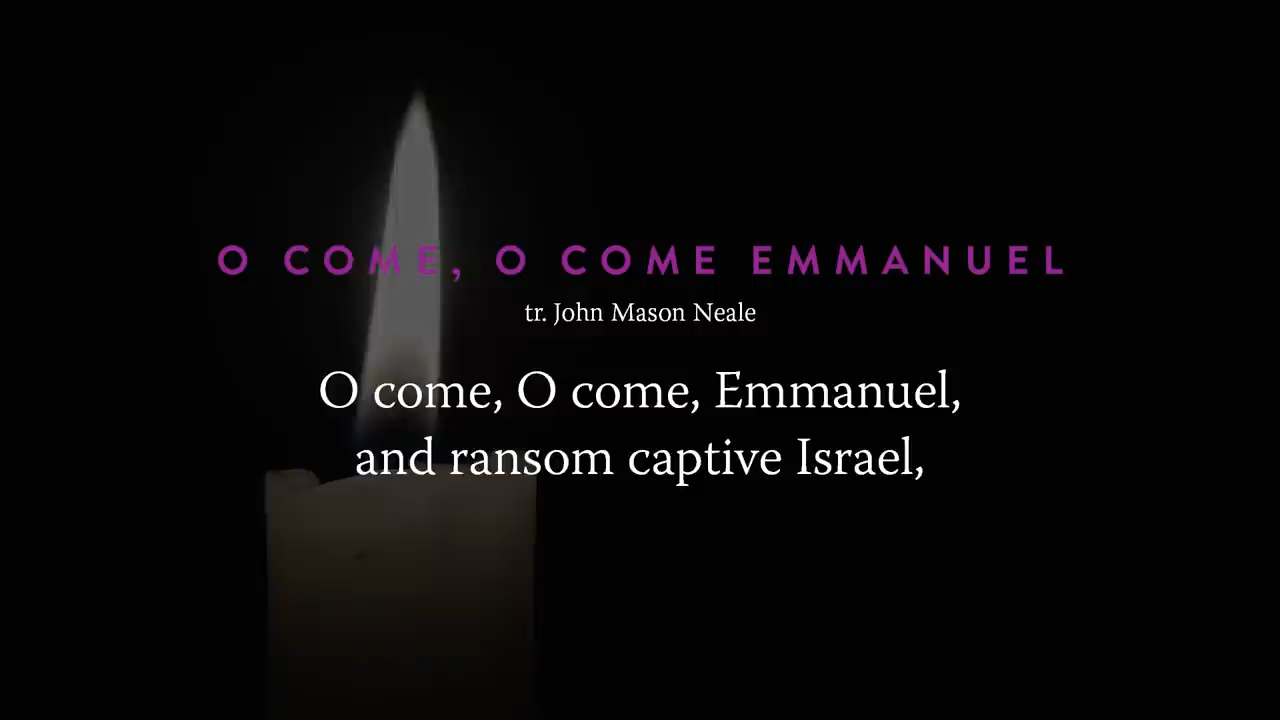 O COME, O COME EMMANUEL
tr. John Mason Neale
O come, O come, Emmanuel,
and ransom captive Israel,